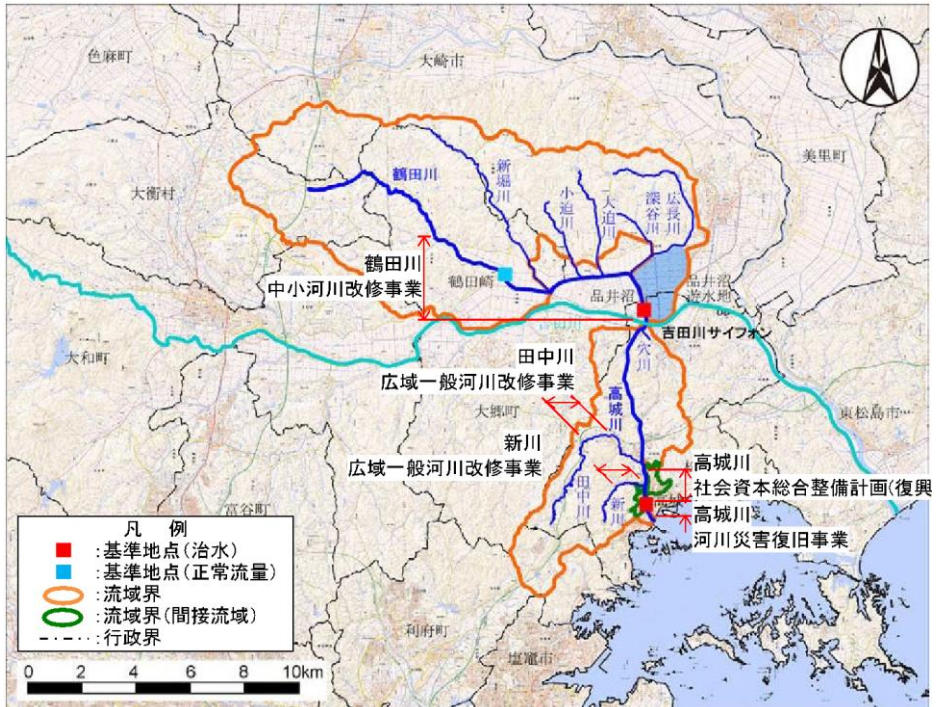 色麻町
大崎市
美里町
大衡村
鶴田川
新堀川
小迫川
大迫川
深谷川
広長川
鶴田川
中小河川改修事業
鶴田崎
品井沼
品井沼
遊水地
吉田川サイフォン
大和町
穴川
田中川
広域一般河川改修事業
大郷町
高城川
東松島市
新川
広域一般河川改修事業
高城川
社会資本総合整備計画(復興
高城川
河川災害復旧事業
田中川
新川
高城
富谷町
利府町
塩竈市
凡 例
:基準地点(治水)
:基準地点(正常流量)
:流域界
:流域界(間接流域)
:行政界
0 2 4 6 8 10km